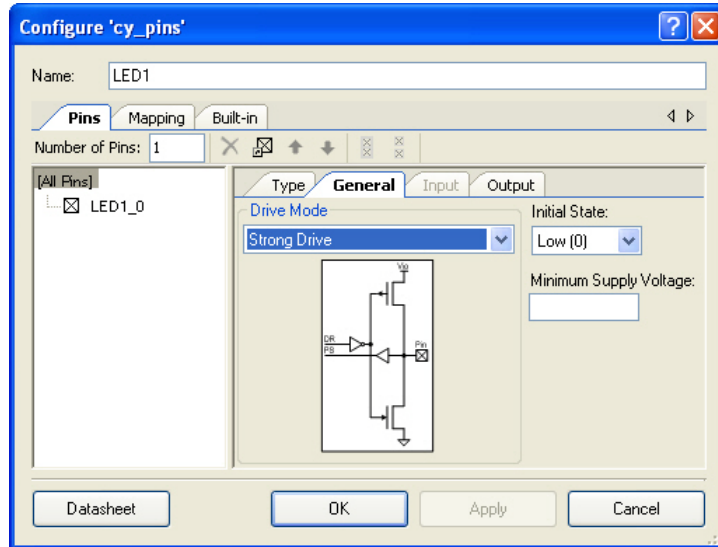 Configure 'cy_pins'
Name: LED1
Pins Mapping Built-in
Number of Pins: 1
[All Pins]
LED1_0
Type General Input Output
Drive Mode
Strong Drive
Initial State:
Low (0)
Minimum Supply Voltage:
Vio
DR
PS
Pin
Datasheet OK Apply Cancel